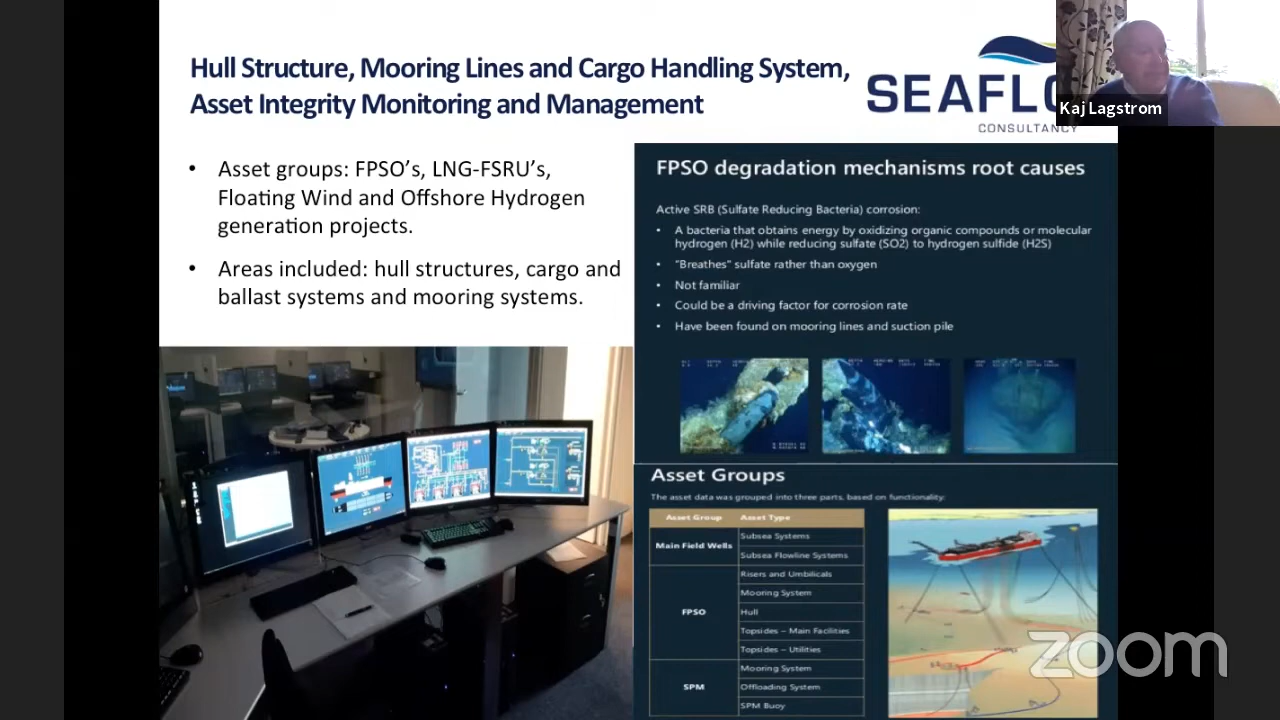 Hull Structure, Mooring Lines and Cargo Handling System,
Asset Integrity Monitoring and Management
SEAFLO
CONSULTANCY
Kaj Lagstrom
• Asset groups: FPSO’s, LNG-FSRU’s,
Floating Wind and Offshore Hydrogen
generation projects.
• Areas included: hull structures, cargo and
ballast systems and mooring systems.
FPSO degradation mechanisms root causes
Active SRB (Sulfate Reducing Bacteria) corrosion:
• A bacteria that obtains energy by oxidizing organic compounds or molecular
hydrogen (H2) while reducing sulfate (SO2) to hydrogen sulfide (H2S)
• "Breathes" sulfate rather than oxygen
• Not familiar
• Could be a driving factor for corrosion rate
• Have been found on mooring lines and suction pile
Asset Groups
The asset data was grouped into three parts, based on functionality:
Asset Group Asset Type
Main Field Wells
Subsea Systems
Subsea Flowline Systems
FPSO
Risers and Umbilicals
Mooring System
Hull
Topsides – Main Facilities
Topsides – Utilities
SPM
Mooring System
Offloading System
SPM Buoy
zoom